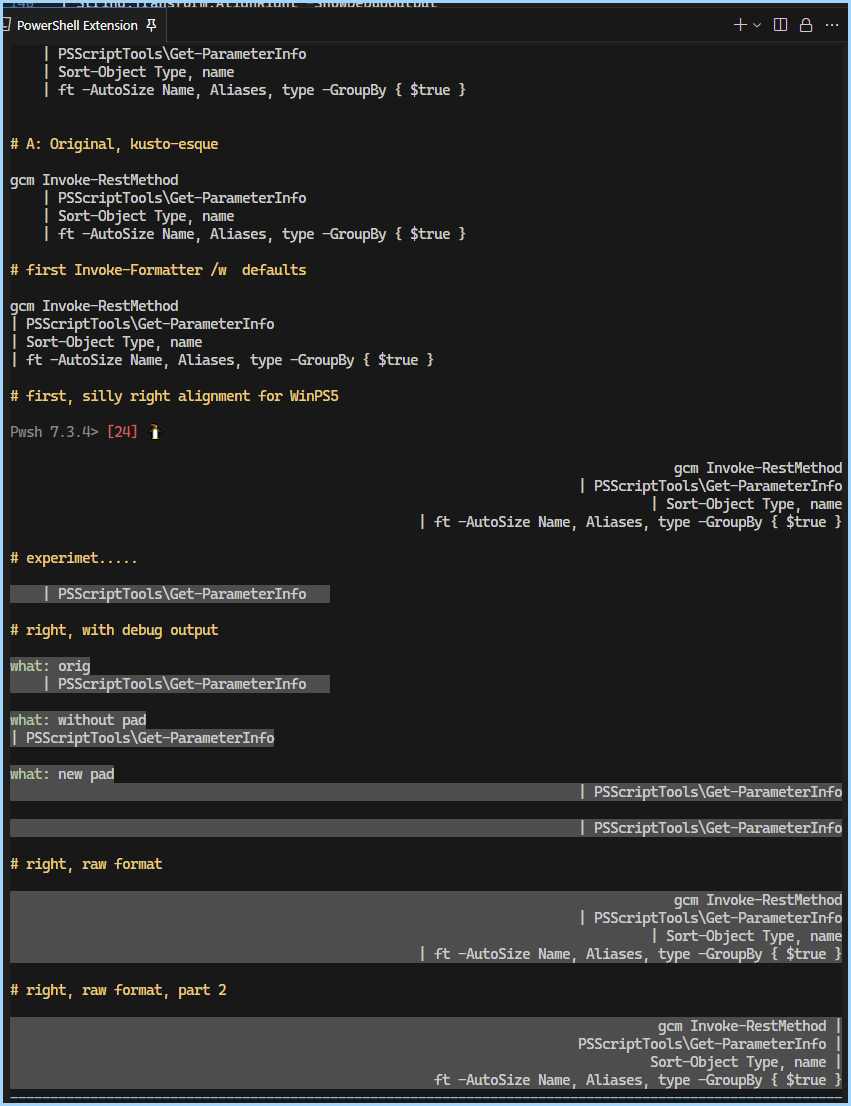 PowerShell Extension
| PSScriptTools\Get-ParameterInfo
| Sort-Object Type, name
| ft -AutoSize Name, Aliases, type -GroupBy { $true }
# A: Original, kusto-esque
gcm Invoke-RestMethod
| PSScriptTools\Get-ParameterInfo
| Sort-Object Type, name
| ft -AutoSize Name, Aliases, type -GroupBy { $true }
# first Invoke-Formatter /w  defaults
gcm Invoke-RestMethod
| PSScriptTools\Get-ParameterInfo
| Sort-Object Type, name
| ft -AutoSize Name, Aliases, type -GroupBy { $true }
# first, silly right alignment for WinPS5
Pwsh 7.3.4> [24]
gcm Invoke-RestMethod
| PSScriptTools\Get-ParameterInfo
| Sort-Object Type, name
| ft -AutoSize Name, Aliases, type -GroupBy { $true }
# experimet.....
| PSScriptTools\Get-ParameterInfo
# right, with debug output
what: orig
| PSScriptTools\Get-ParameterInfo
what: without pad
| PSScriptTools\Get-ParameterInfo
what: new pad
| PSScriptTools\Get-ParameterInfo
| PSScriptTools\Get-ParameterInfo
# right, raw format
gcm Invoke-RestMethod
| PSScriptTools\Get-ParameterInfo
| Sort-Object Type, name
| ft -AutoSize Name, Aliases, type -GroupBy { $true }
# right, raw format, part 2
gcm Invoke-RestMethod |
PSScriptTools\Get-ParameterInfo |
Sort-Object Type, name |
ft -AutoSize Name, Aliases, type -GroupBy { $true }